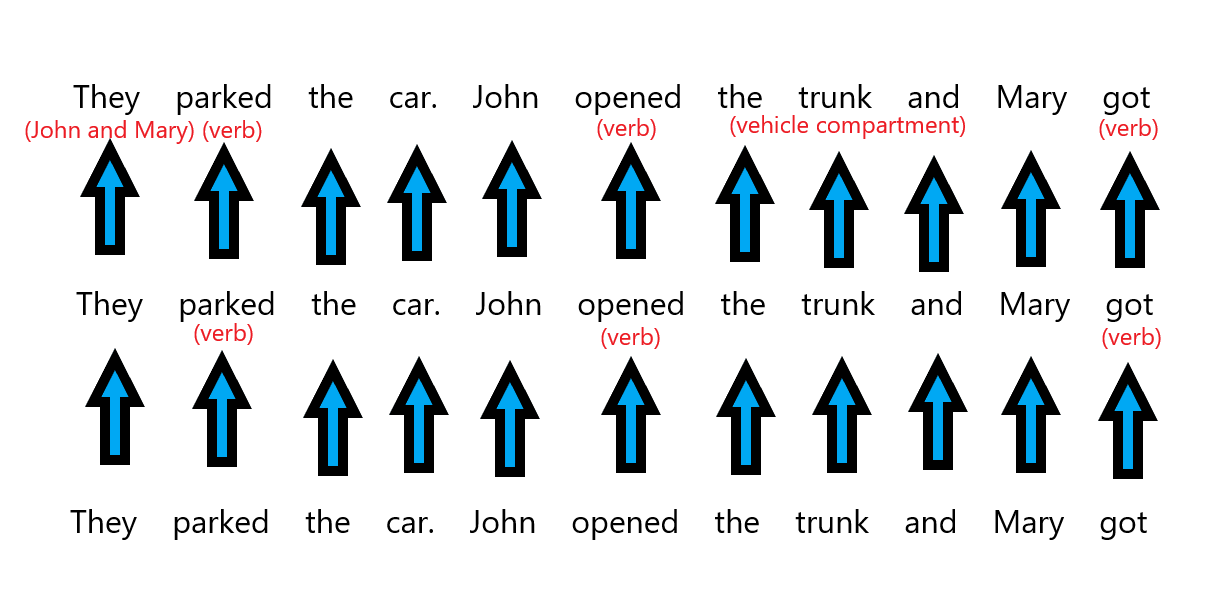 They parked the car. John opened the trunk and Mary got
(John and Mary) (verb) (verb) (vehicle compartment) (verb)
They parked the car. John opened the trunk and Mary got
(verb) (verb) (verb)
They parked the car. John opened the trunk and Mary got